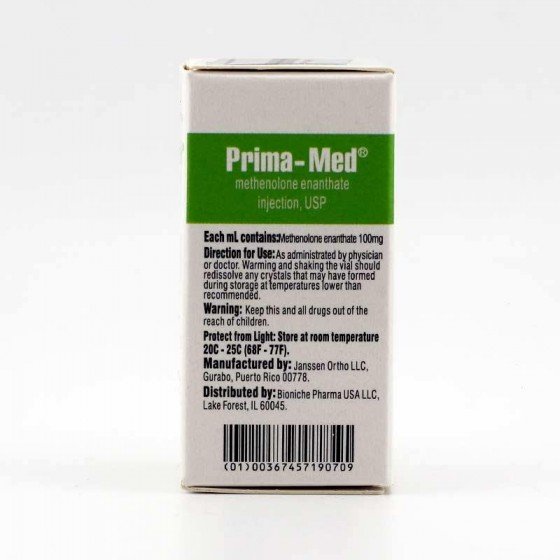 Prima-Med®
methenolone enanthate
injection, USP
Each mL contains:Methenolone enanthate 100mg
Direction for Use:As administrated by physician
or doctor. Warming and shaking the vial should
redissolve any crystals that may have formed
during storage at temperatures lower than
recommended.
Warning: Keep this and all drugs out of the
reach of children.
Protect from Light: Store at room temperature
20C - 25C (68F - 77F).
Manufactured by: Janssen Ortho LLC,
Gurabo, Puerto Rico 00778.
Distributed by: Bioniche Pharma USA LLC,
Lake Forest, IL 60045.
(01)00367457190709